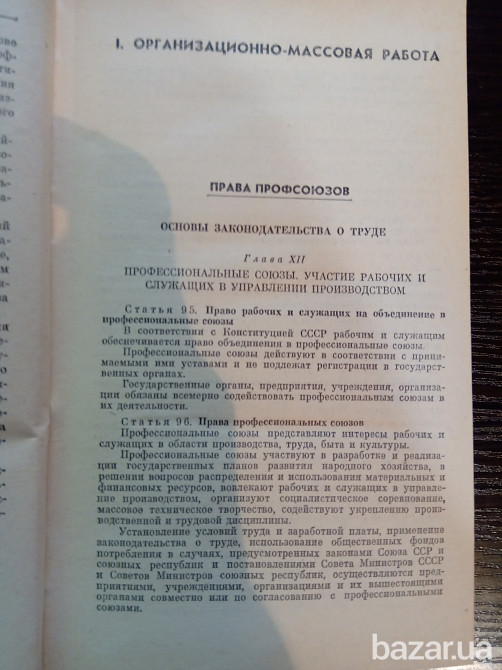 I. ОРГАНИЗАЦИОННО-МАССОВАЯ РАБОТА
ПРАВА ПРОФСОЮЗОВ
ОСНОВЫ ЗАКОНОДАТЕЛЬСТВА О ТРУДЕ
Глава XII
ПРОФЕССИОНАЛЬНЫЕ СОЮЗЫ. УЧАСТИЕ РАБОЧИХ И
СЛУЖАЩИХ В УПРАВЛЕНИИ ПРОИЗВОДСТВОМ
Статья 95. Право рабочих и служащих на объединение в
профессиональные союзы
В соответствии с Конституцией СССР рабочим и служащим
обеспечивается право объединения в профессиональные союзы.
Профессиональные союзы действуют в соответствии с прини-
маемыми ими уставами и не подлежат регистрации в государст-
венных органах.
Государственные органы, предприятия, учреждения, организа-
ции обязаны всемерно содействовать профессиональным союзам в
их деятельности.
Статья 96. Права профессиональных союзов
Профессиональные союзы представляют интересы рабочих и
служащих в области производства, труда, быта и культуры.
Профессиональные союзы участвуют в разработке и реализа-
ции государственных планов развития народного хозяйства, в
решении вопросов распределения и использования материальных и
финансовых ресурсов, вовлекают рабочих и служащих в управле-
ние производством, организуют социалистическое соревнование,
массовое техническое творчество, содействуют укреплению произ-
водственной и трудовой дисциплины.
Установление условий труда и заработной платы, применение
законодательства о труде, использование общественных фондов
потребления в случаях, предусмотренных законами Союза ССР и
союзных республик и постановлениями Совета Министров СССР
и Советов Министров союзных республик, осуществляются пред-
приятиями, учреждениями, организациями и их вышестоящими
органами совместно или по согласованию с профессиональными
союзами.
bazar.ua